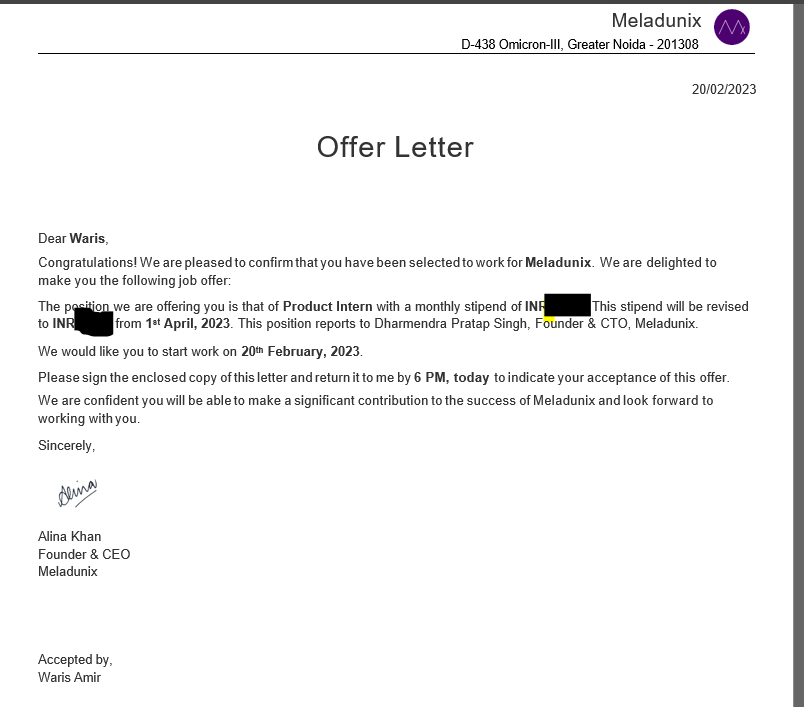 Meladunix
D-438 Omicron-III, Greater Noida - 201308
20/02/2023
Offer Letter
Dear Waris,
Congratulations! We are pleased to confirm that you have been selected to work for Meladunix. We are delighted to
make you the following job offer:
The position we are offering you is that of Product Intern with a monthly stipend of INR This stipend will be revised
to INR from 1st April, 2023. This position reports to Dharmendra Pratap Singh, Founder & CTO, Meladunix.
We would like you to start work on 20th February, 2023.
Please sign the enclosed copy of this letter and return it to me by 6 PM, today to indicate your acceptance of this offer.
We are confident you will be able to make a significant contribution to the success of Meladunix and look forward to
working with you.
Sincerely,
Alina
Alina Khan
Founder & CEO
Meladunix
Accepted by,
Waris Amir